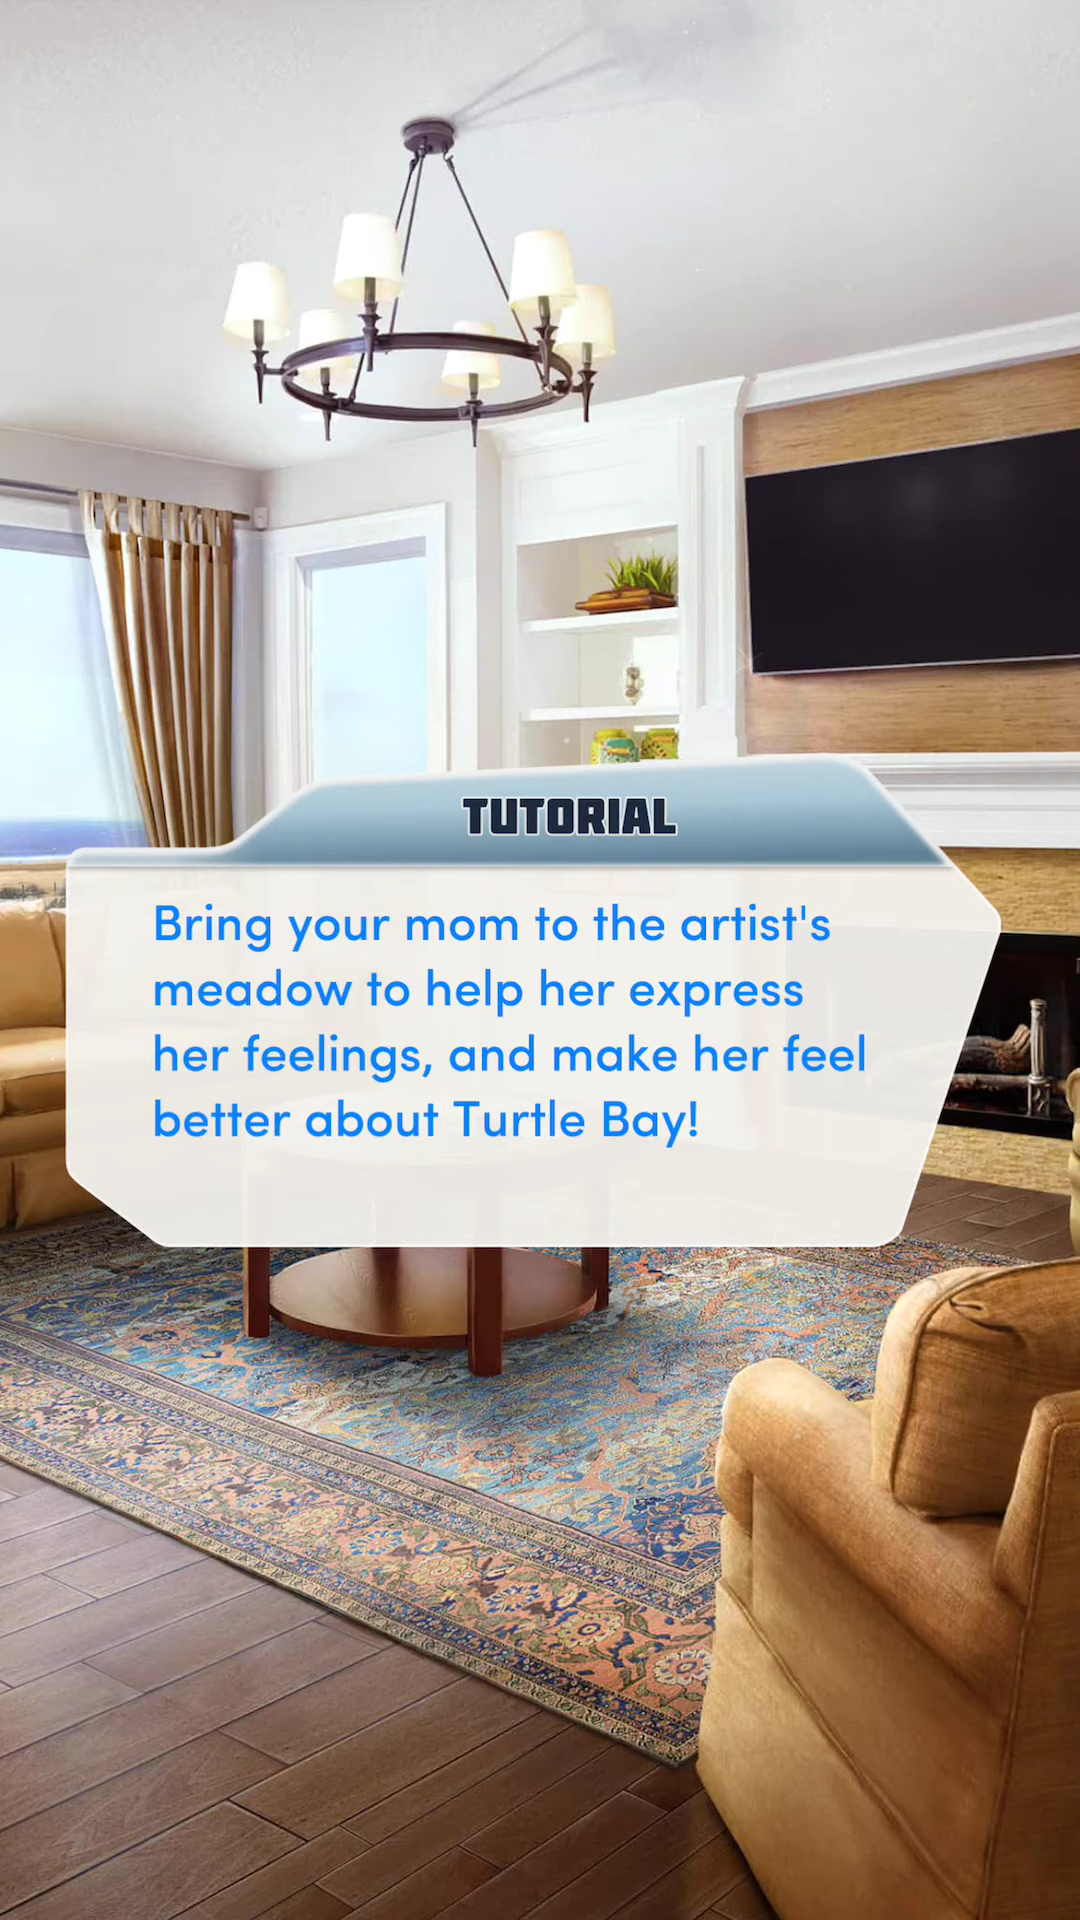 TUTORIAL
Bring your mom to the artist's
meadow to help her express
her feelings, and make her feel
better about Turtle Bay!